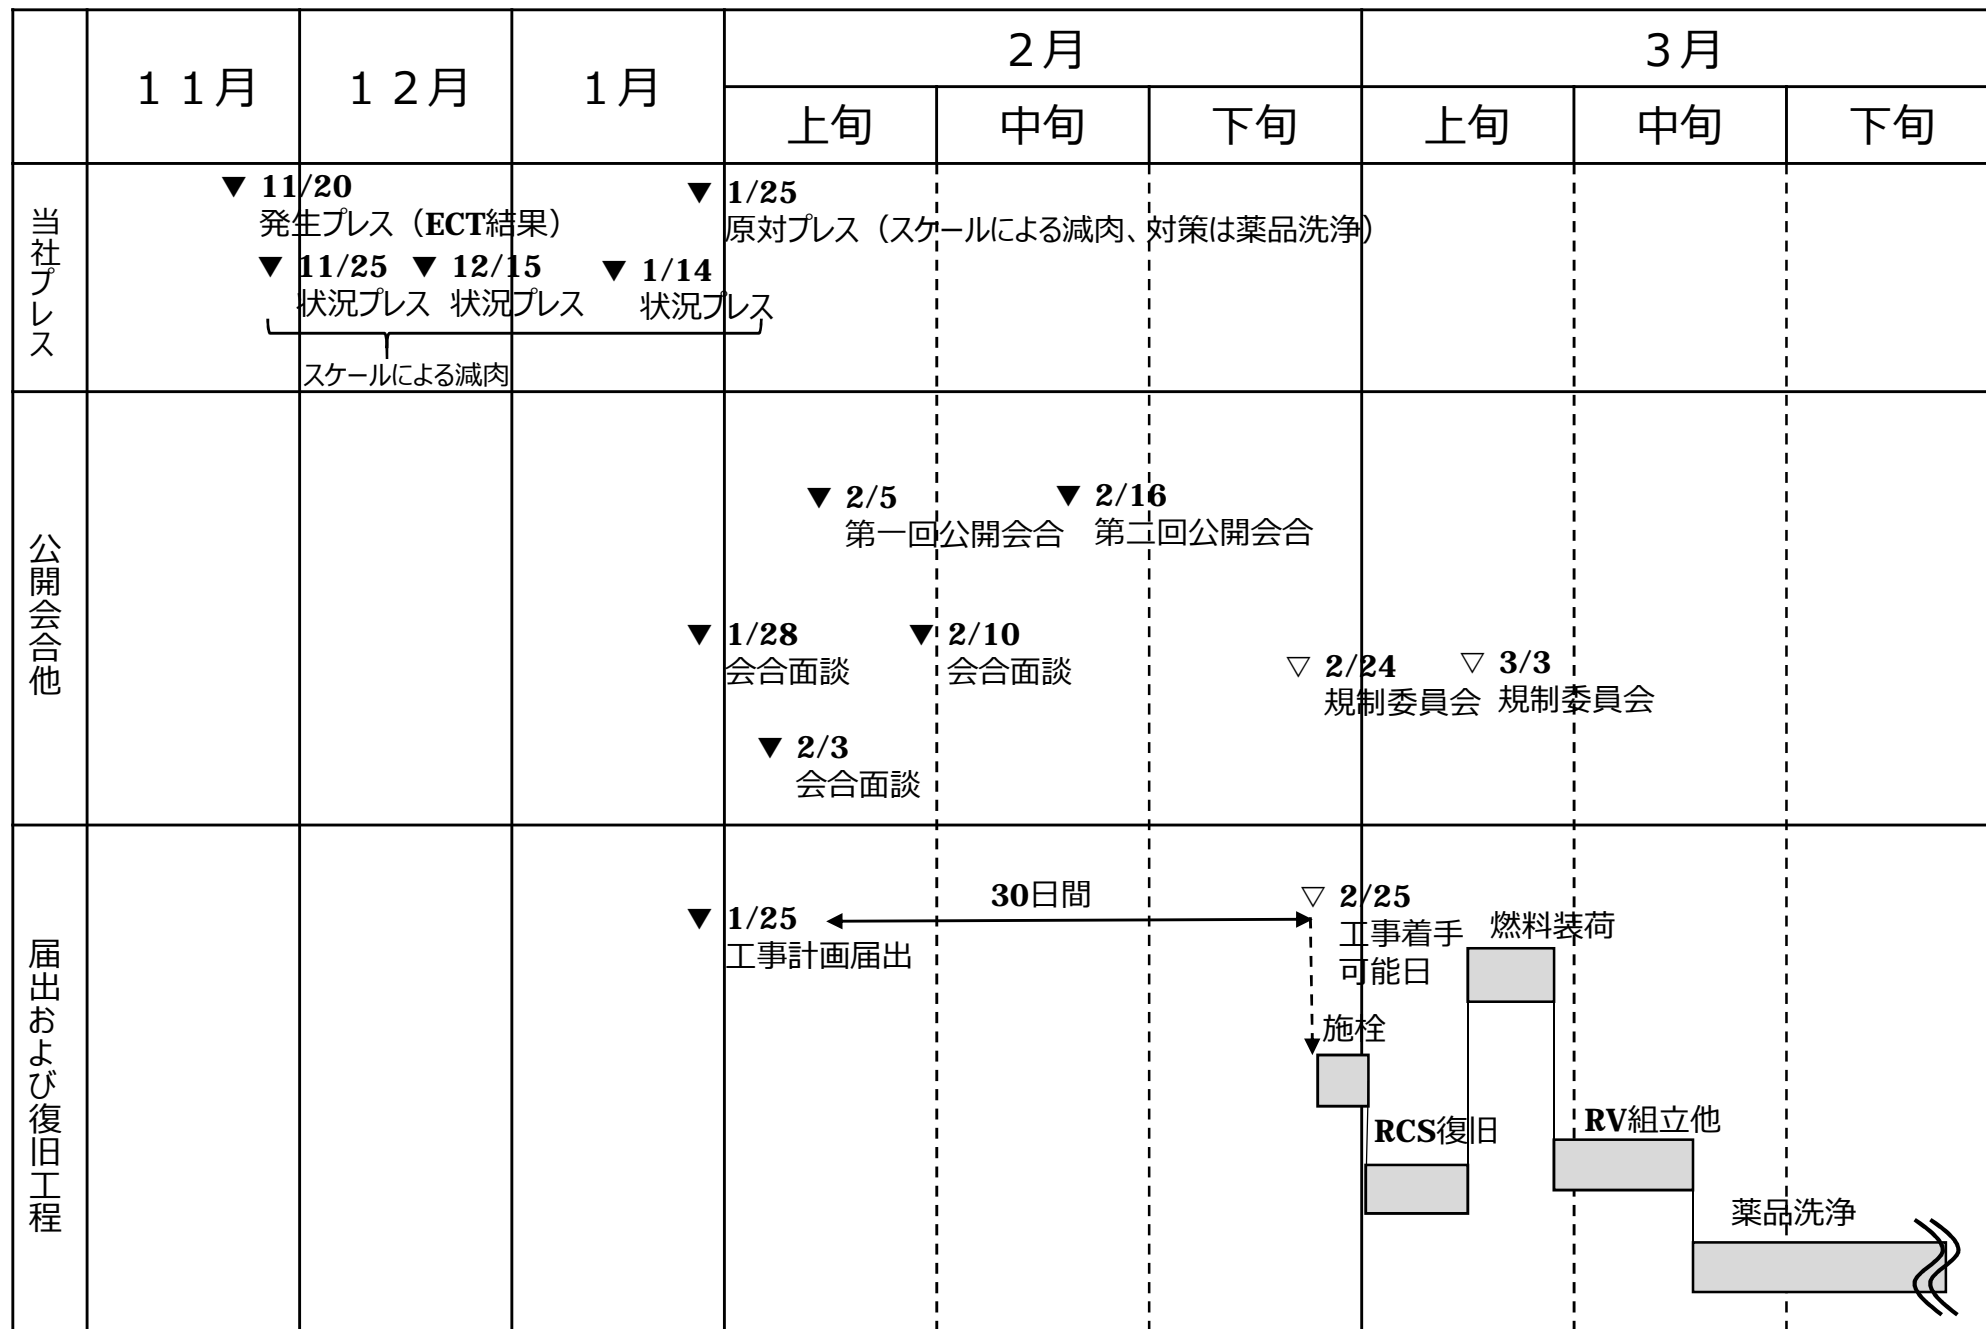 １１月
１２月
１月
２月
３月
上旬
中旬
下旬
上旬
中旬
下旬
当社プレス
▼ 11/20
発生プレス（ECT結果）
▼ 1/25
原対プレス（スケールによる減肉、対策は薬品洗浄）
▼ 11/25
状況プレス
▼ 12/15
状況プレス
▼ 1/14
状況プレス
スケールによる減肉
公開会合他
▼ 2/5
第一回公開会合
▼ 2/16
第二回公開会合
▼ 1/28
会合面談
▼ 2/10
会合面談
▽ 2/24
規制委員会
▽ 3/3
規制委員会
▼ 2/3
会合面談
届出および復旧工程
▼ 1/25
工事計画届出
30日間
▽ 2/25
工事着手
可能日
燃料装荷
施栓
RCS復旧
RV組立他
薬品洗浄